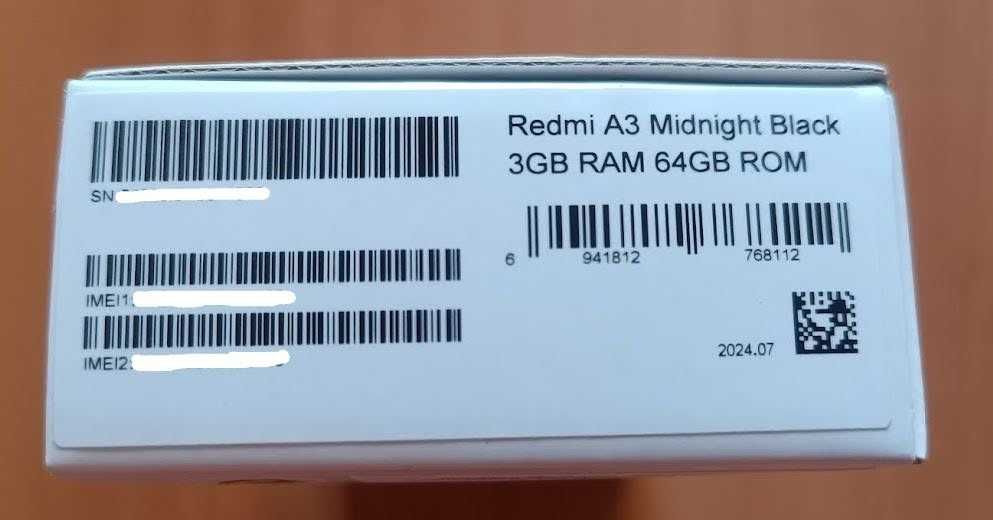 SN
IMEI1:
IMEI2:
Redmi A3 Midnight Black
3GB RAM 64GB ROM
6 941812 768112
2024.07